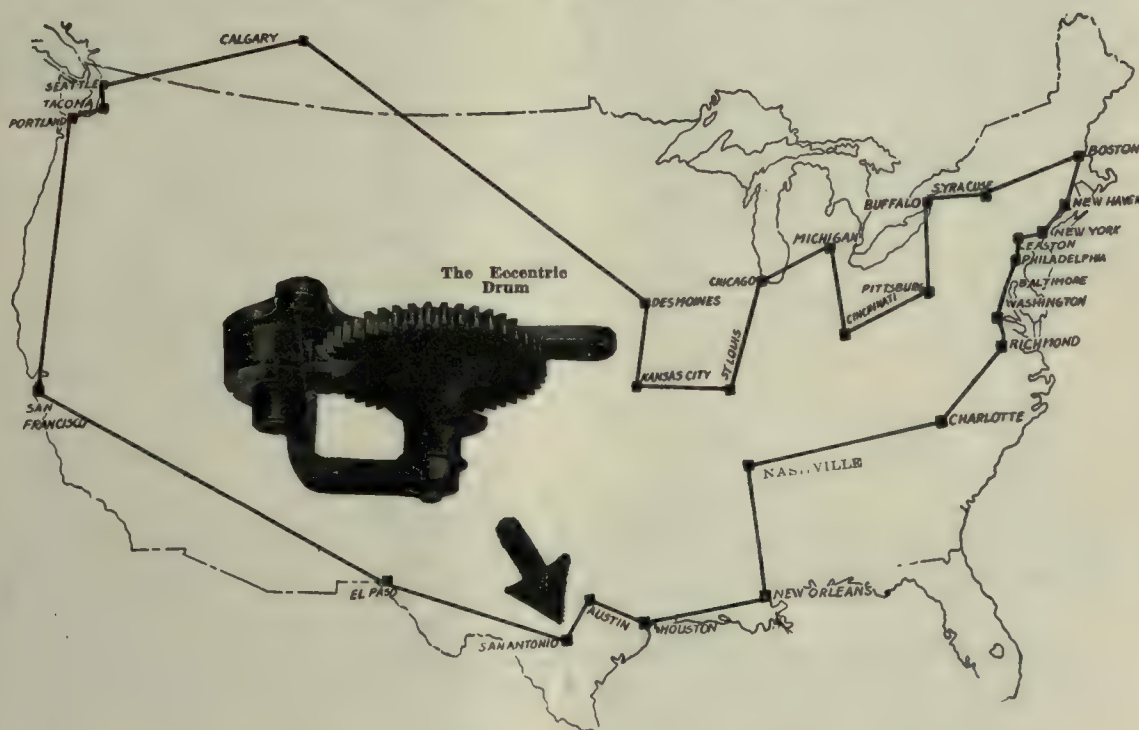 CALGARY
SEATTLE
TACOMA
PORTLAND
BOSTON
SYRACUSE
BUFFALO
NEW HAVEN
MICHIGAN
NEW YORK
EASTON
PHILADELPHIA
The Eccentric
Drum
CHICAGO
PITTSBURG
BALTIMORE
DESMOINES
WASHINGTON
CINCINNATI
RICHMOND
KANSAS CITY
ST LOUIS
SAN
FRANCISCO
CHARLOTTE
NASHVILLE
EL PASO
NEW ORLEANS
AUSTIN
HOUSTON
SAN ANTONIO